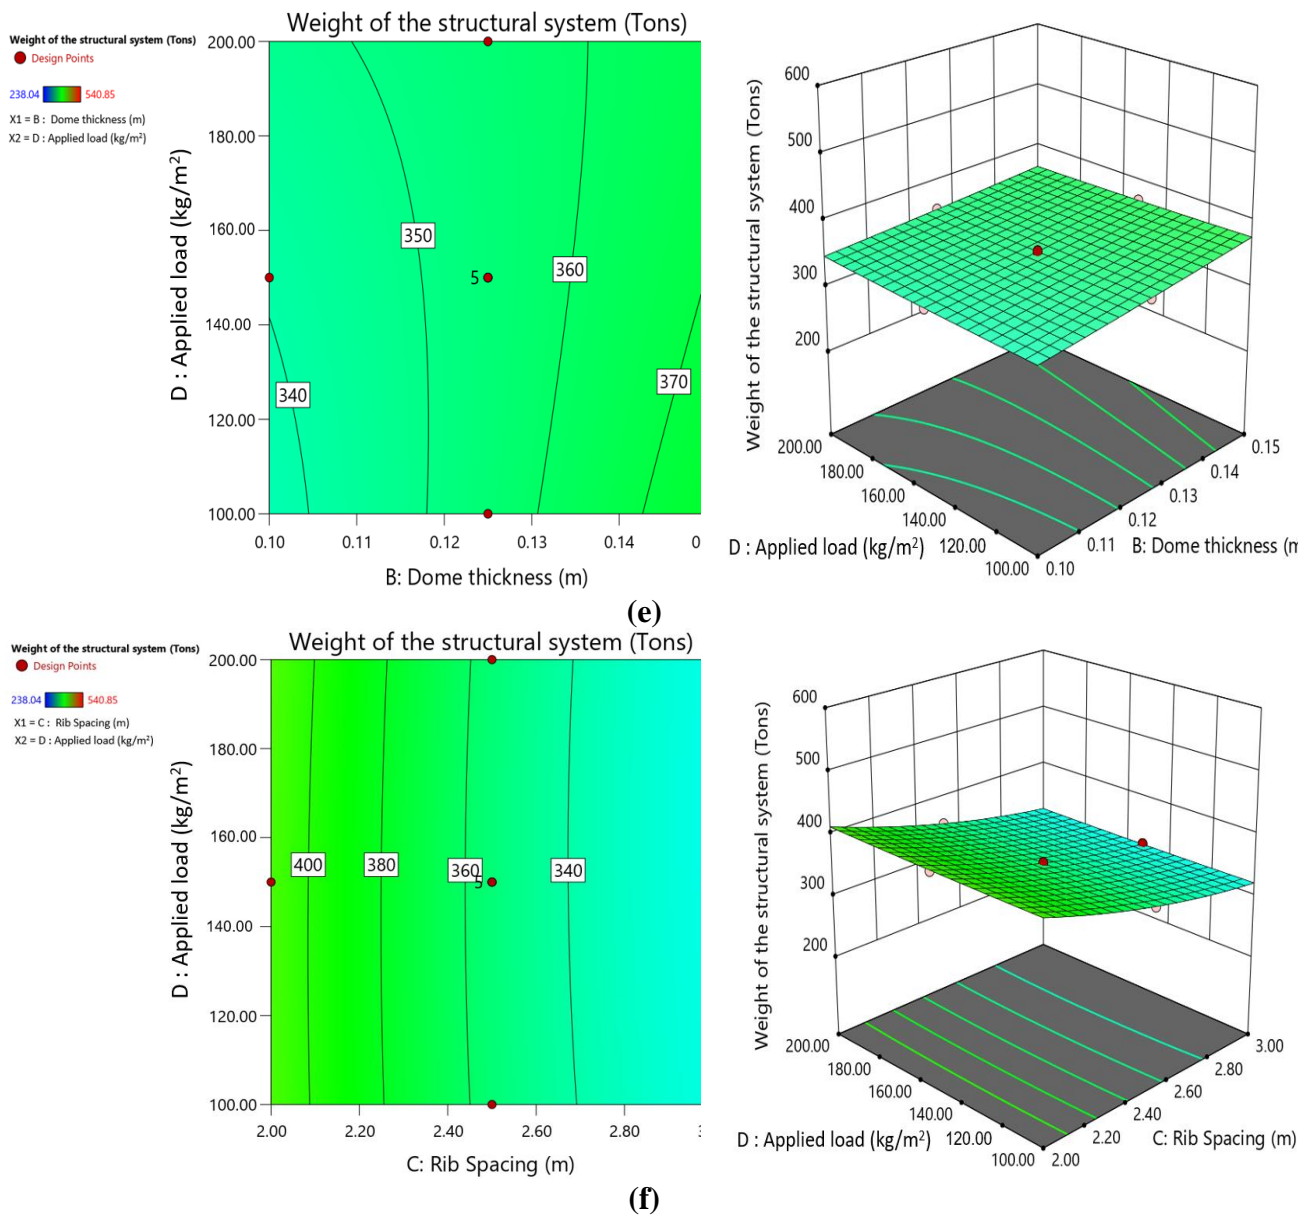 Weight of the structural system (Tons)
Weight of the structural system (Tons)
Design Points
238.04 540.85
X1 = B : Dome thickness (m)
X2 = D : Applied load (kg/m²)
D : Applied load (kg/m²)
200.00
180.00
160.00
140.00
120.00
100.00
350
360
5
370
340
0.10 0.11 0.12 0.13 0.14 0
B: Dome thickness (m)
Weight of the structural system (Tons)
600
500
400
300
200
200.00
180.00
160.00
140.00
120.00
100.00
0.10
0.11
0.12
0.13
0.14
0.15
D : Applied load (kg/m²)
B: Dome thickness (m
(e)
Weight of the structural system (Tons)
Weight of the structural system (Tons)
Design Points
238.04 540.85
X1 = C : Rib Spacing (m)
X2 = D : Applied load (kg/m²)
D : Applied load (kg/m²)
200.00
180.00
160.00
140.00
120.00
100.00
400 380 360 340
5
2.00 2.20 2.40 2.60 2.80
C: Rib Spacing (m)
Weight of the structural system (Tons)
600
500
400
300
200
200.00
180.00
160.00
140.00
120.00
100.00
2.00
2.20
2.40
2.60
2.80
3.00
D : Applied load (kg/m²)
C: Rib Spacing (m)
(f)